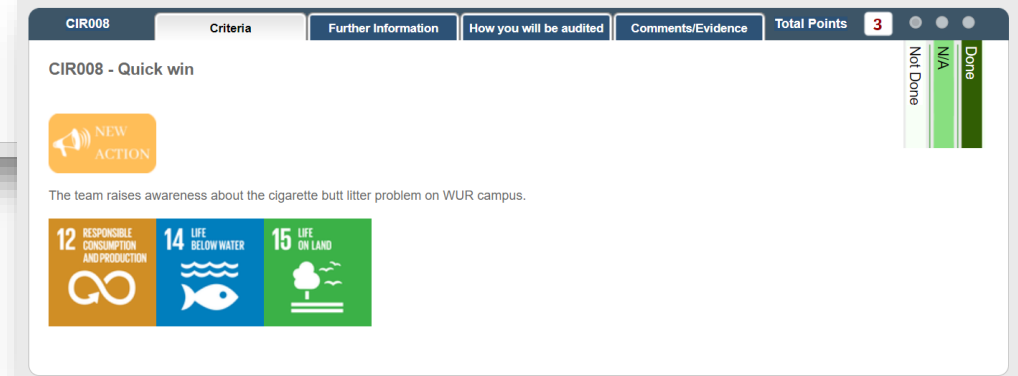 CIR008 Criteria Further Information How you will be audited Comments/Evidence Total Points 3
Not Done
N/A
Done
CIR008 - Quick win
NEW
ACTION
The team raises awareness about the cigarette butt litter problem on WUR campus.
12 RESPONSIBLE
CONSUMPTION
AND PRODUCTION
14 LIFE
BELOW WATER
15 LIFE
ON LAND